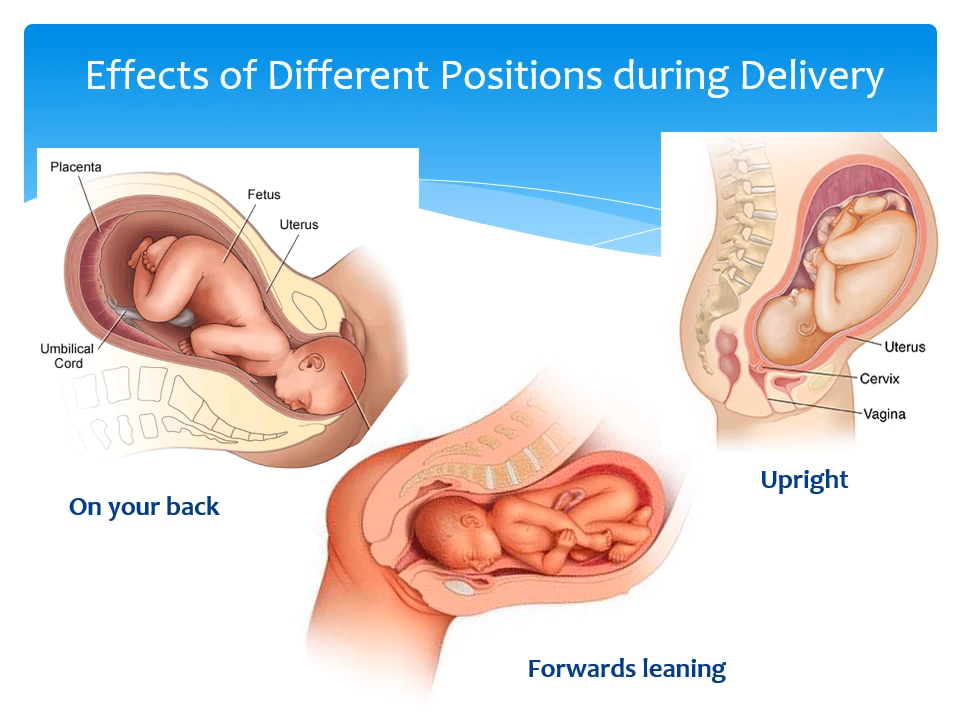 Effects of Different Positions during Delivery
Placenta
Fetus
Uterus
Umbilical
Cord
On your back
Uterus
Cervix
Vagina
Upright
Forwards leaning